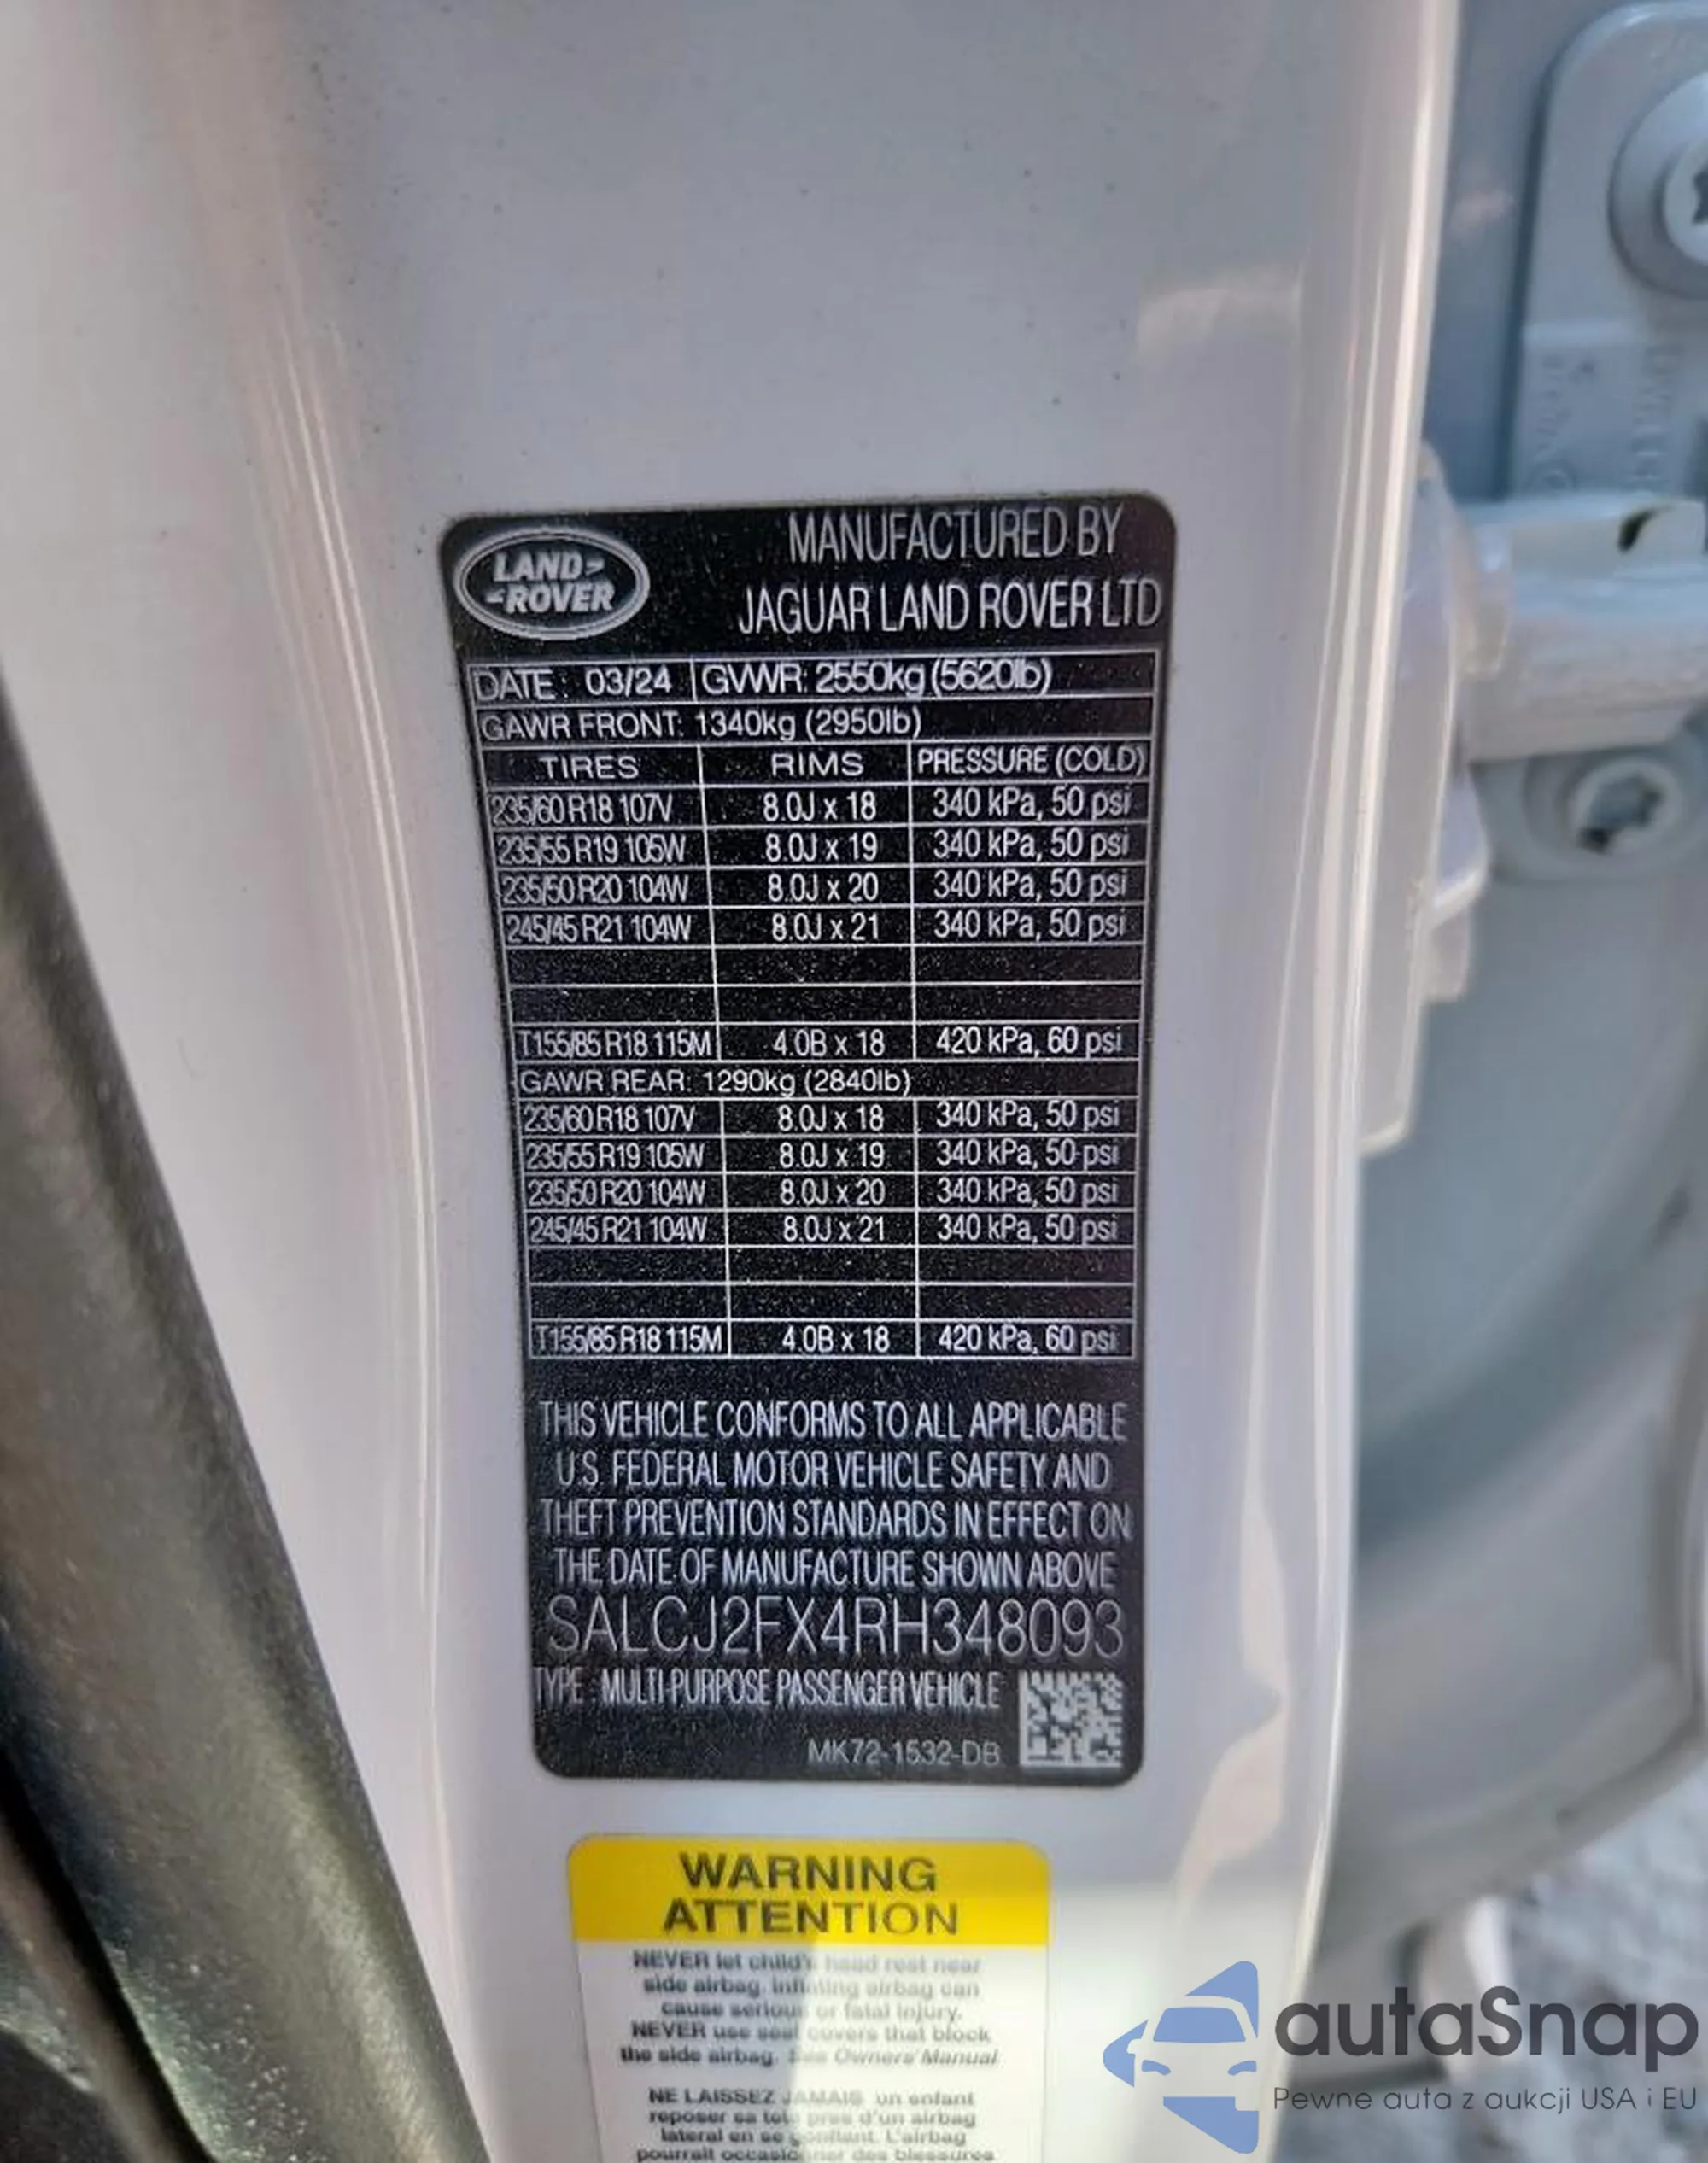 LAND
ROVER
MANUFACTURED BY
JAGUAR LAND ROVER LTD
DATE : 03/24 GVWR: 2550kg (5620lb)
GAWR FRONT: 1340kg (2950lb)
TIRES RIMS PRESSURE (COLD)
235/60 R18 107V 8.0J x 18 340 kPa, 50 psi
235/55 R19 105W 8.0J x 19 340 kPa, 50 psi
235/50 R20 104W 8.0J x 20 340 kPa, 50 psi
245/45 R21 104W 8.0J x 21 340 kPa, 50 psi
T155/85 R18 115M 4.0B x 18 420 kPa, 60 psi
GAWR REAR: 1290kg (2840lb)
235/60 R18 107V 8.0J x 18 340 kPa, 50 psi
235/55 R19 105W 8.0J x 19 340 kPa, 50 psi
235/50 R20 104W 8.0J x 20 340 kPa, 50 psi
245/45 R21 104W 8.0J x 21 340 kPa, 50 psi
T155/85 R18 115M 4.0B x 18 420 kPa, 60 psi
THIS VEHICLE CONFORMS TO ALL APPLICABLE
U.S. FEDERAL MOTOR VEHICLE SAFETY AND
THEFT PREVENTION STANDARDS IN EFFECT ON
THE DATE OF MANUFACTURE SHOWN ABOVE
SALCJ2FX4RH348093
TYPE : MULTI-PURPOSE PASSENGER VEHICLE
MK72-1532-DB
WARNING
ATTENTION
NEVER let child's head rest near
side airbag. Inflating airbag can
cause serious or fatal injury.
NEVER use seat covers that block
the side airbag. See Owners' Manual
NE LAISSEZ JAMAIS un enfant
reposer sa tete pres d'un airbag
lateral en se gonflant. L'airbag
pourrait occasionner des blessures
autaSnap
Pewne auta z aukcji USA i EU